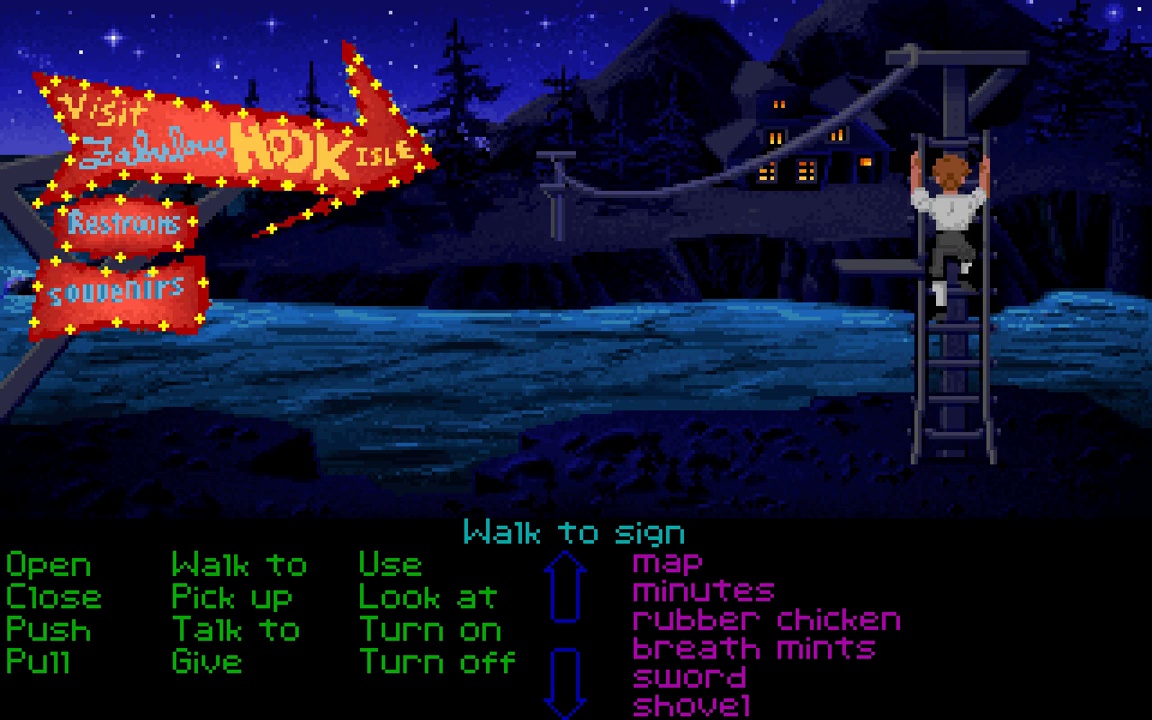 Visit
Fabulous HOOK ISLE
Restrooms
souvenirs
Walk to sign
Open Walk to Use
Close Pick up Look at
Push Talk to Turn on
Pull Give Turn off
map
minutes
rubber chicken
breath mints
sword
shovel